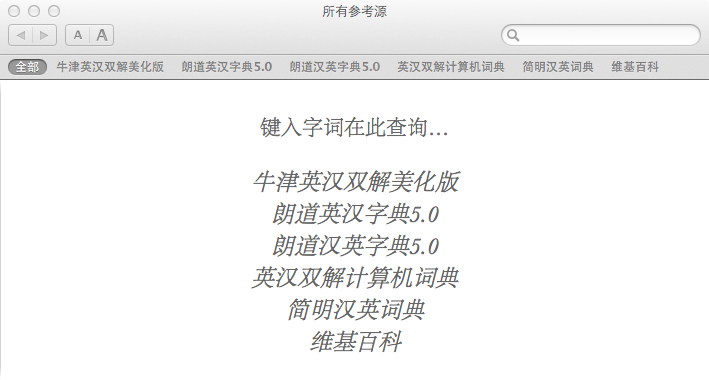 所有参考源
A A
全部 牛津英汉双解美化版 朗道英汉字典5.0 朗道汉英字典5.0 英汉双解计算机词典 简明汉英词典 维基百科
键入字词在此查询...
牛津英汉双解美化版
朗道英汉字典5.0
朗道汉英字典5.0
英汉双解计算机词典
简明汉英词典
维基百科